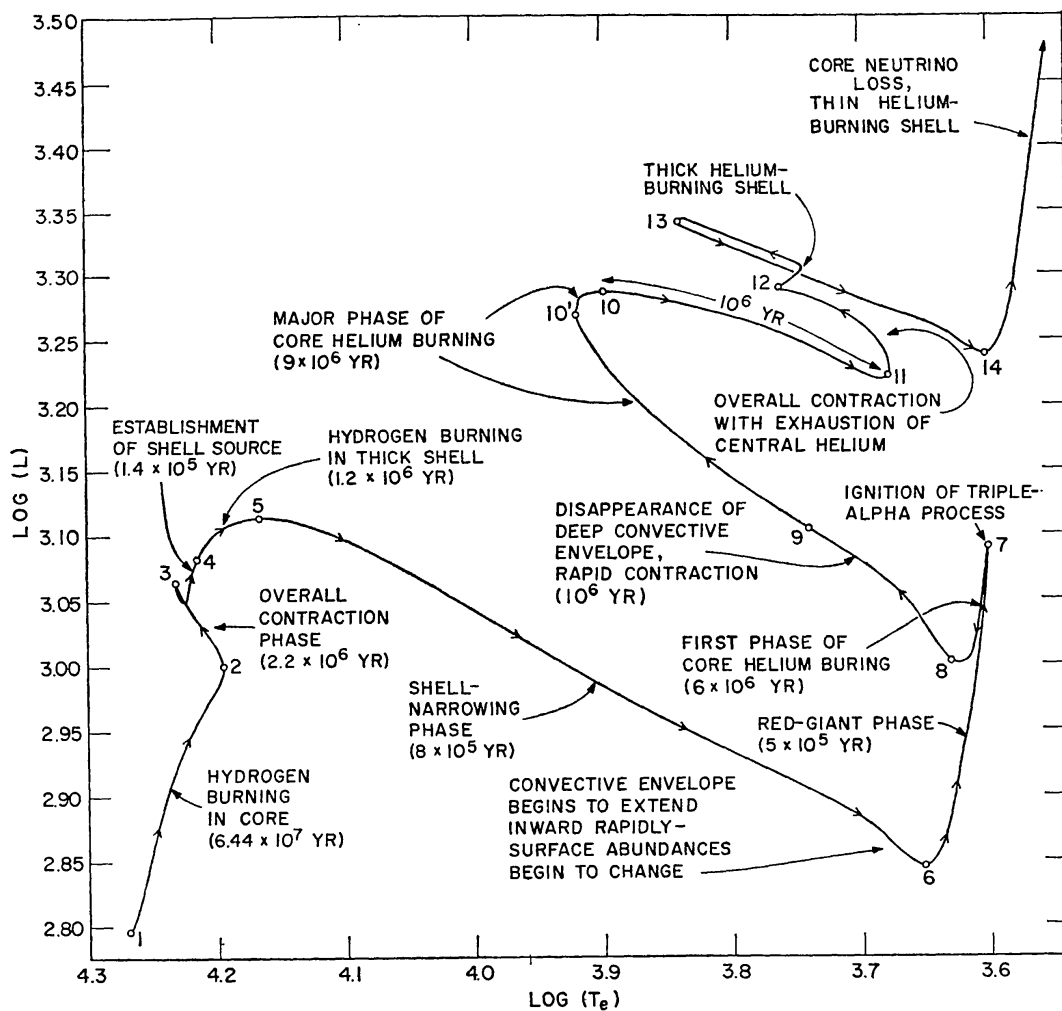 3.50
3.45
3.40
3.35
3.30
3.25
3.20
3.15
3.10
3.05
3.00
2.95
2.90
2.85
2.80
LOG (L)
4.3
4.2
4.1
4.0
3.9
3.8
3.7
3.6
LOG (Te)
CORE NEUTRINO
LOSS,
THIN HELIUM-
BURNING SHELL
THICK HELIUM-
BURNING SHELL
13
12
10'
10
10⁶ YR
11
14
MAJOR PHASE OF
CORE HELIUM BURNING
(9 x 10⁶ YR)
OVERALL CONTRACTION
WITH EXHAUSTION OF
CENTRAL HELIUM
ESTABLISHMENT
OF SHELL SOURCE
(1.4 x 10⁵ YR)
HYDROGEN BURNING
IN THICK SHELL
(1.2 x 10⁶ YR)
5
4
3
OVERALL
CONTRACTION
PHASE
(2.2 x 10⁶ YR)
2
IGNITION OF TRIPLE-
ALPHA PROCESS
7
DISAPPEARANCE OF
DEEP CONVECTIVE
ENVELOPE,
RAPID CONTRACTION
(10⁶ YR)
9
FIRST PHASE OF
CORE HELIUM BURING
(6 x 10⁶ YR)
8
SHELL-
NARROWING
PHASE
(8 x 10⁵ YR)
RED-GIANT PHASE
(5 x 10⁵ YR)
HYDROGEN
BURNING
IN CORE
(6.44 x 10⁷ YR)
1
CONVECTIVE ENVELOPE
BEGINS TO EXTEND
INWARD RAPIDLY-
SURFACE ABUNDANCES
BEGIN TO CHANGE
6